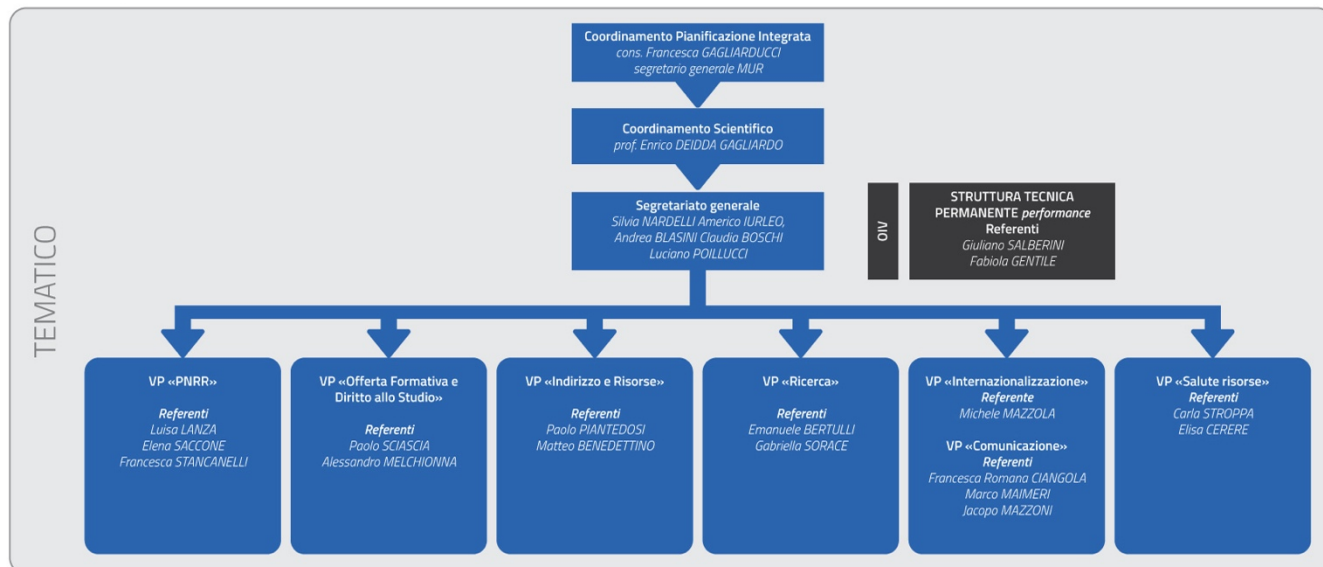 TEMATICO
Coordinamento Pianificazione Integrata
cons. Francesca GAGLIARDUCCI
segretario generale MUR
Coordinamento Scientifico
prof. Enrico DEIDDA GAGLIARDO
Segretariato generale
Silvia NARDELLI Americo IURLEO,
Andrea BLASINI Claudia BOSCHI
Luciano POILLUCCI
OIV
STRUTTURA TECNICA
PERMANENTE performance
Referenti
Giuliano SALBERINI
Fabiola GENTILE
VP «PNRR»
Referenti
Luisa LANZA
Elena SACCONE
Francesca STANCANELLI
VP «Offerta Formativa e
Diritto allo Studio»
Referenti
Paolo SCIASCIA
Alessandro MELCHIONNA
VP «Indirizzo e Risorse»
Referenti
Paolo PIANTEDOSI
Matteo BENEDETTINO
VP «Ricerca»
Referenti
Emanuele BERTULLI
Gabriella SORACE
VP «Internazionalizzazione»
Referente
Michele MAZZOLA
VP «Comunicazione»
Referenti
Francesca Romana CIANGOLA
Marco MAIMERI
Jacopo MAZZONI
VP «Salute risorse»
Referenti
Carla STROPPA
Elisa CERERE